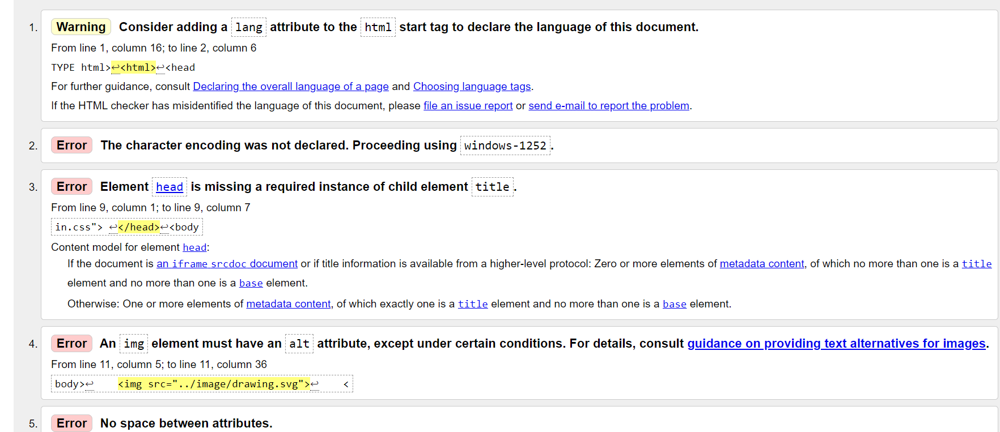 1. Warning Consider adding a lang attribute to the html start tag to declare the language of this document.
From line 1, column 16; to line 2, column 6
TYPE html>↩<html>↩<head
For further guidance, consult Declaring the overall language of a page and Choosing language tags.
If the HTML checker has misidentified the language of this document, please file an issue report or send e-mail to report the problem.
2. Error The character encoding was not declared. Proceeding using windows-1252.
3. Error Element head is missing a required instance of child element title.
From line 9, column 1; to line 9, column 7
in.css"> ↩</head>↩<body
Content model for element head:
If the document is an iframe srcdoc document or if title information is available from a higher-level protocol: Zero or more elements of metadata content, of which no more than one is a title
element and no more than one is a base element.
Otherwise: One or more elements of metadata content, of which exactly one is a title element and no more than one is a base element.
4. Error An img element must have an alt attribute, except under certain conditions. For details, consult guidance on providing text alternatives for images.
From line 11, column 5; to line 11, column 36
body>↩    <img src="../image/drawing.svg">↩    <
5. Error No space between attributes.